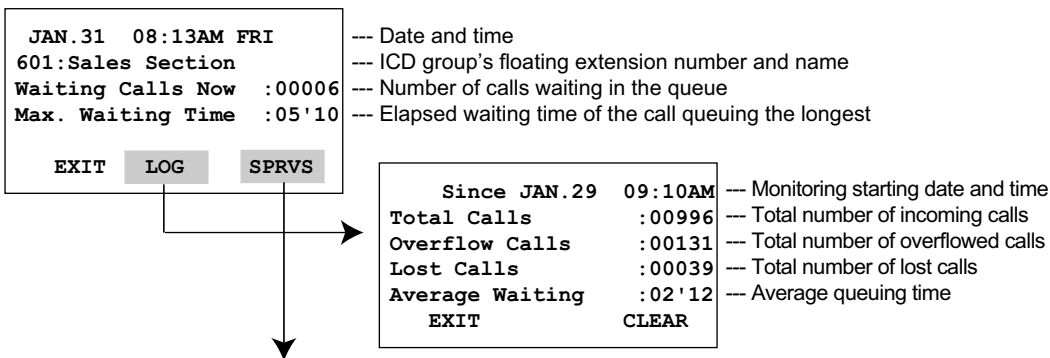 JAN.31 08:13AM FRI --- Date and time
601:Sales Section --- ICD group's floating extension number and name
Waiting Calls Now :00006 --- Number of calls waiting in the queue
Max. Waiting Time :05'10 --- Elapsed waiting time of the call queuing the longest
EXIT LOG SPRVS
Since JAN.29 09:10AM --- Monitoring starting date and time
Total Calls :00996 --- Total number of incoming calls
Overflow Calls :00131 --- Total number of overflowed calls
Lost Calls :00039 --- Total number of lost calls
Average Waiting :02'12 --- Average queuing time
EXIT CLEAR